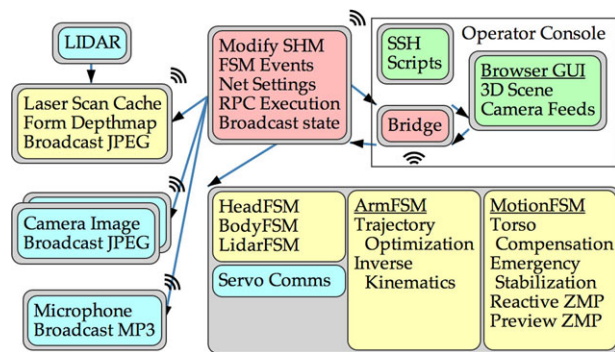 LIDAR
Laser Scan Cache
Form Depthmap
Broadcast JPEG
Camera Image
Broadcast JPEG
Microphone
Broadcast MP3
Modify SHM
FSM Events
Net Settings
RPC Execution
Broadcast state
Operator Console
SSH
Scripts
Browser GUI
3D Scene
Camera Feeds
Bridge
HeadFSM
BodyFSM
LidarFSM
Servo Comms
ArmFSM
Trajectory
Optimization
Inverse
Kinematics
MotionFSM
Torso
Compensation
Emergency
Stabilization
Reactive ZMP
Preview ZMP